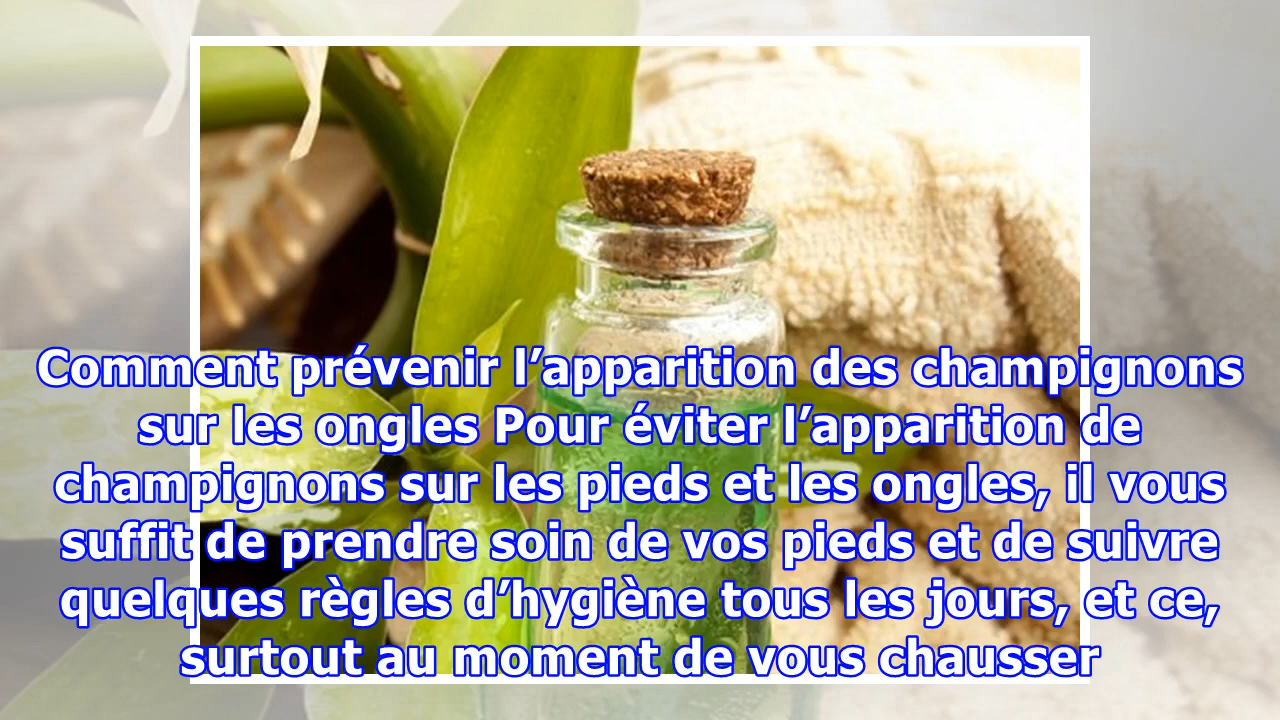 Comment prévenir l’apparition des champignons
sur les ongles Pour éviter l’apparition de
champignons sur les pieds et les ongles, il vous
suffit de prendre soin de vos pieds et de suivre
quelques règles d’hygiène tous les jours, et ce,
surtout au moment de vous chausser